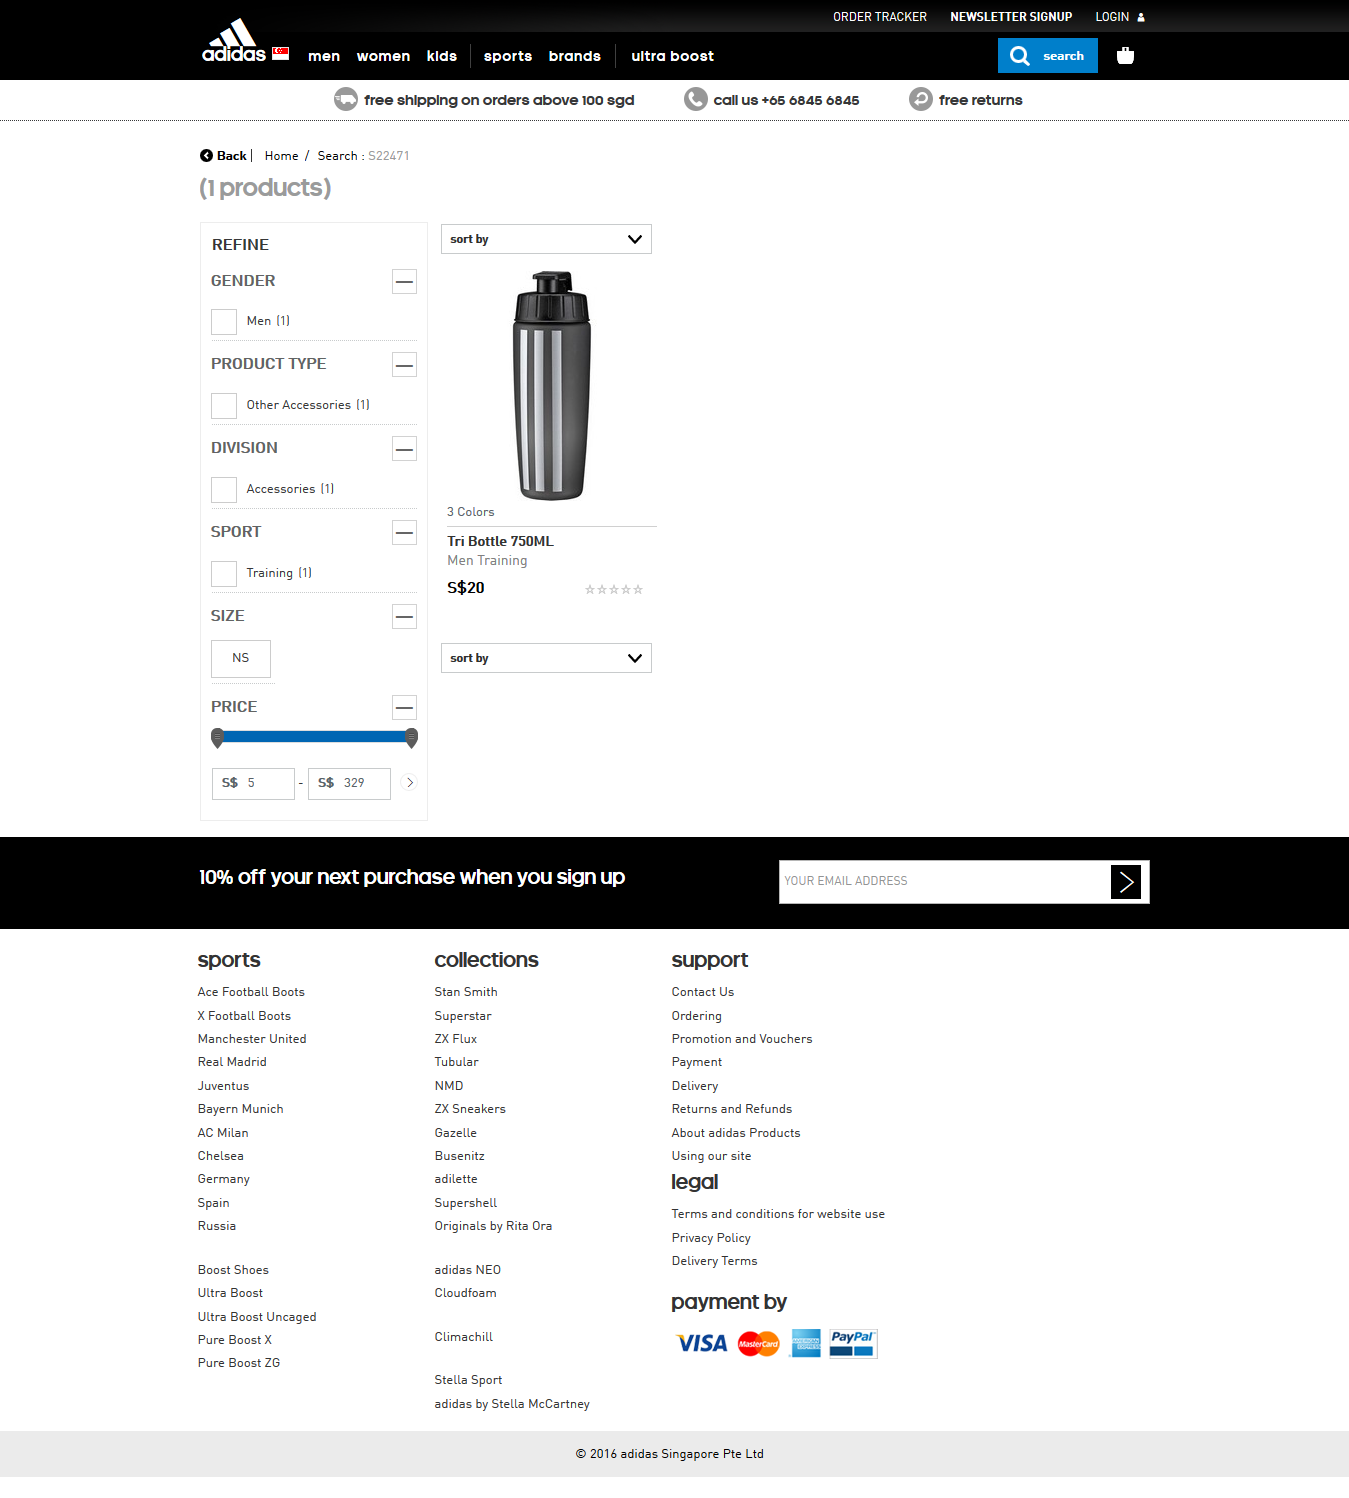 ORDER TRACKER NEWSLETTER SIGNUP LOGIN
adidas men women kids sports brands ultra boost search
free shipping on orders above 100 sgd call us +65 6845 6845 free returns
Back | Home / Search : S22471
(1 products)
REFINE
sort by
GENDER
Men (1)
PRODUCT TYPE
Other Accessories (1)
DIVISION
Accessories (1)
SPORT
Training (1)
SIZE
NS
PRICE
S$ 5 - S$ 329
3 Colors
Tri Bottle 750ML
Men Training
S$20
sort by
10% off your next purchase when you sign up
YOUR EMAIL ADDRESS
sports
Ace Football Boots
X Football Boots
Manchester United
Real Madrid
Juventus
Bayern Munich
AC Milan
Chelsea
Germany
Spain
Russia
Boost Shoes
Ultra Boost
Ultra Boost Uncaged
Pure Boost X
Pure Boost ZG
collections
Stan Smith
Superstar
ZX Flux
Tubular
NMD
ZX Sneakers
Gazelle
Busenitz
adilette
Supershell
Originals by Rita Ora
adidas NEO
Cloudfoam
Climachill
Stella Sport
adidas by Stella McCartney
support
Contact Us
Ordering
Promotion and Vouchers
Payment
Delivery
Returns and Refunds
About adidas Products
Using our site
legal
Terms and conditions for website use
Privacy Policy
Delivery Terms
payment by
VISA MasterCard AMERICAN EXPRESS PayPal
© 2016 adidas Singapore Pte Ltd